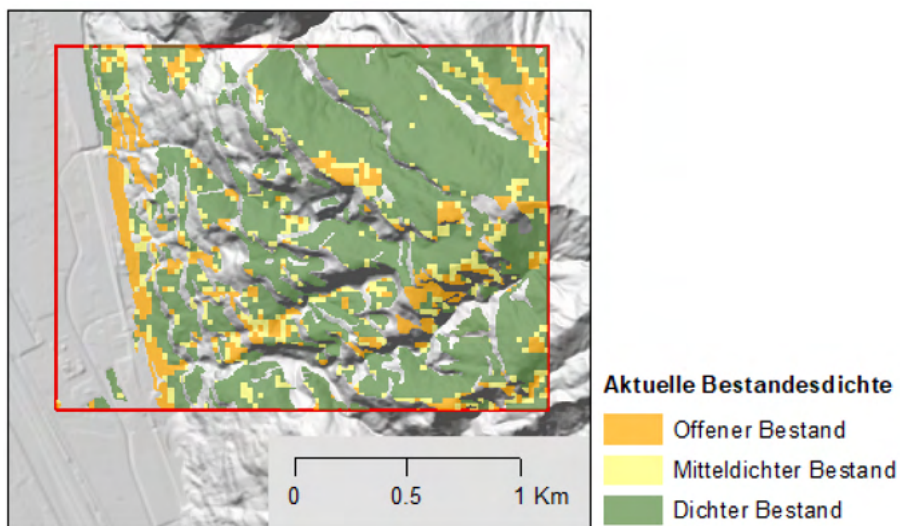 Aktuelle Bestandesdichte
Offener Bestand
Mitteldichter Bestand
Dichter Bestand
0 0.5 1 Km